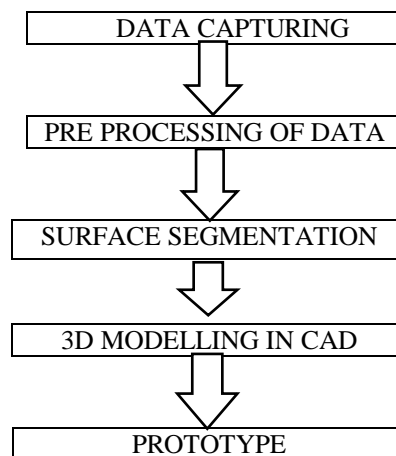 DATA CAPTURING
PRE PROCESSING OF DATA
SURFACE SEGMENTATION
3D MODELLING IN CAD
PROTOTYPE